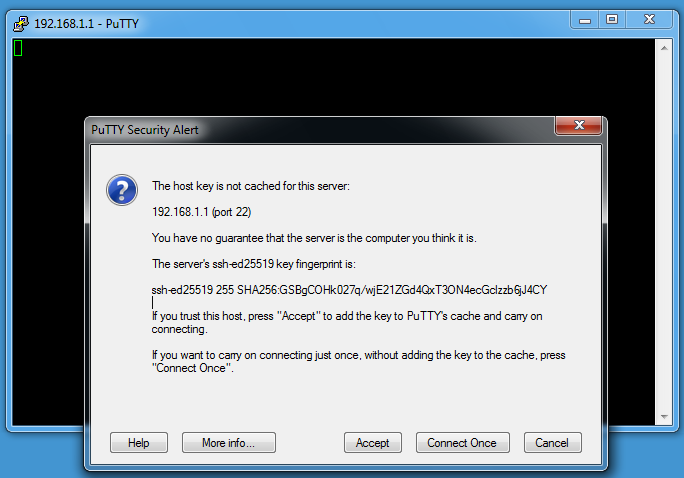 192.168.1.1 - PuTTY
PuTTY Security Alert
The host key is not cached for this server:
192.168.1.1 (port 22)
You have no guarantee that the server is the computer you think it is.
The server's ssh-ed25519 key fingerprint is:
ssh-ed25519 255 SHA256:GSBgCOHk027q/wjE21ZGd4QxT3ON4ecGclzzb6jJ4CY
If you trust this host, press "Accept" to add the key to PuTTY's cache and carry on
connecting.
If you want to carry on connecting just once, without adding the key to the cache, press
"Connect Once".
Help More info... Accept Connect Once Cancel